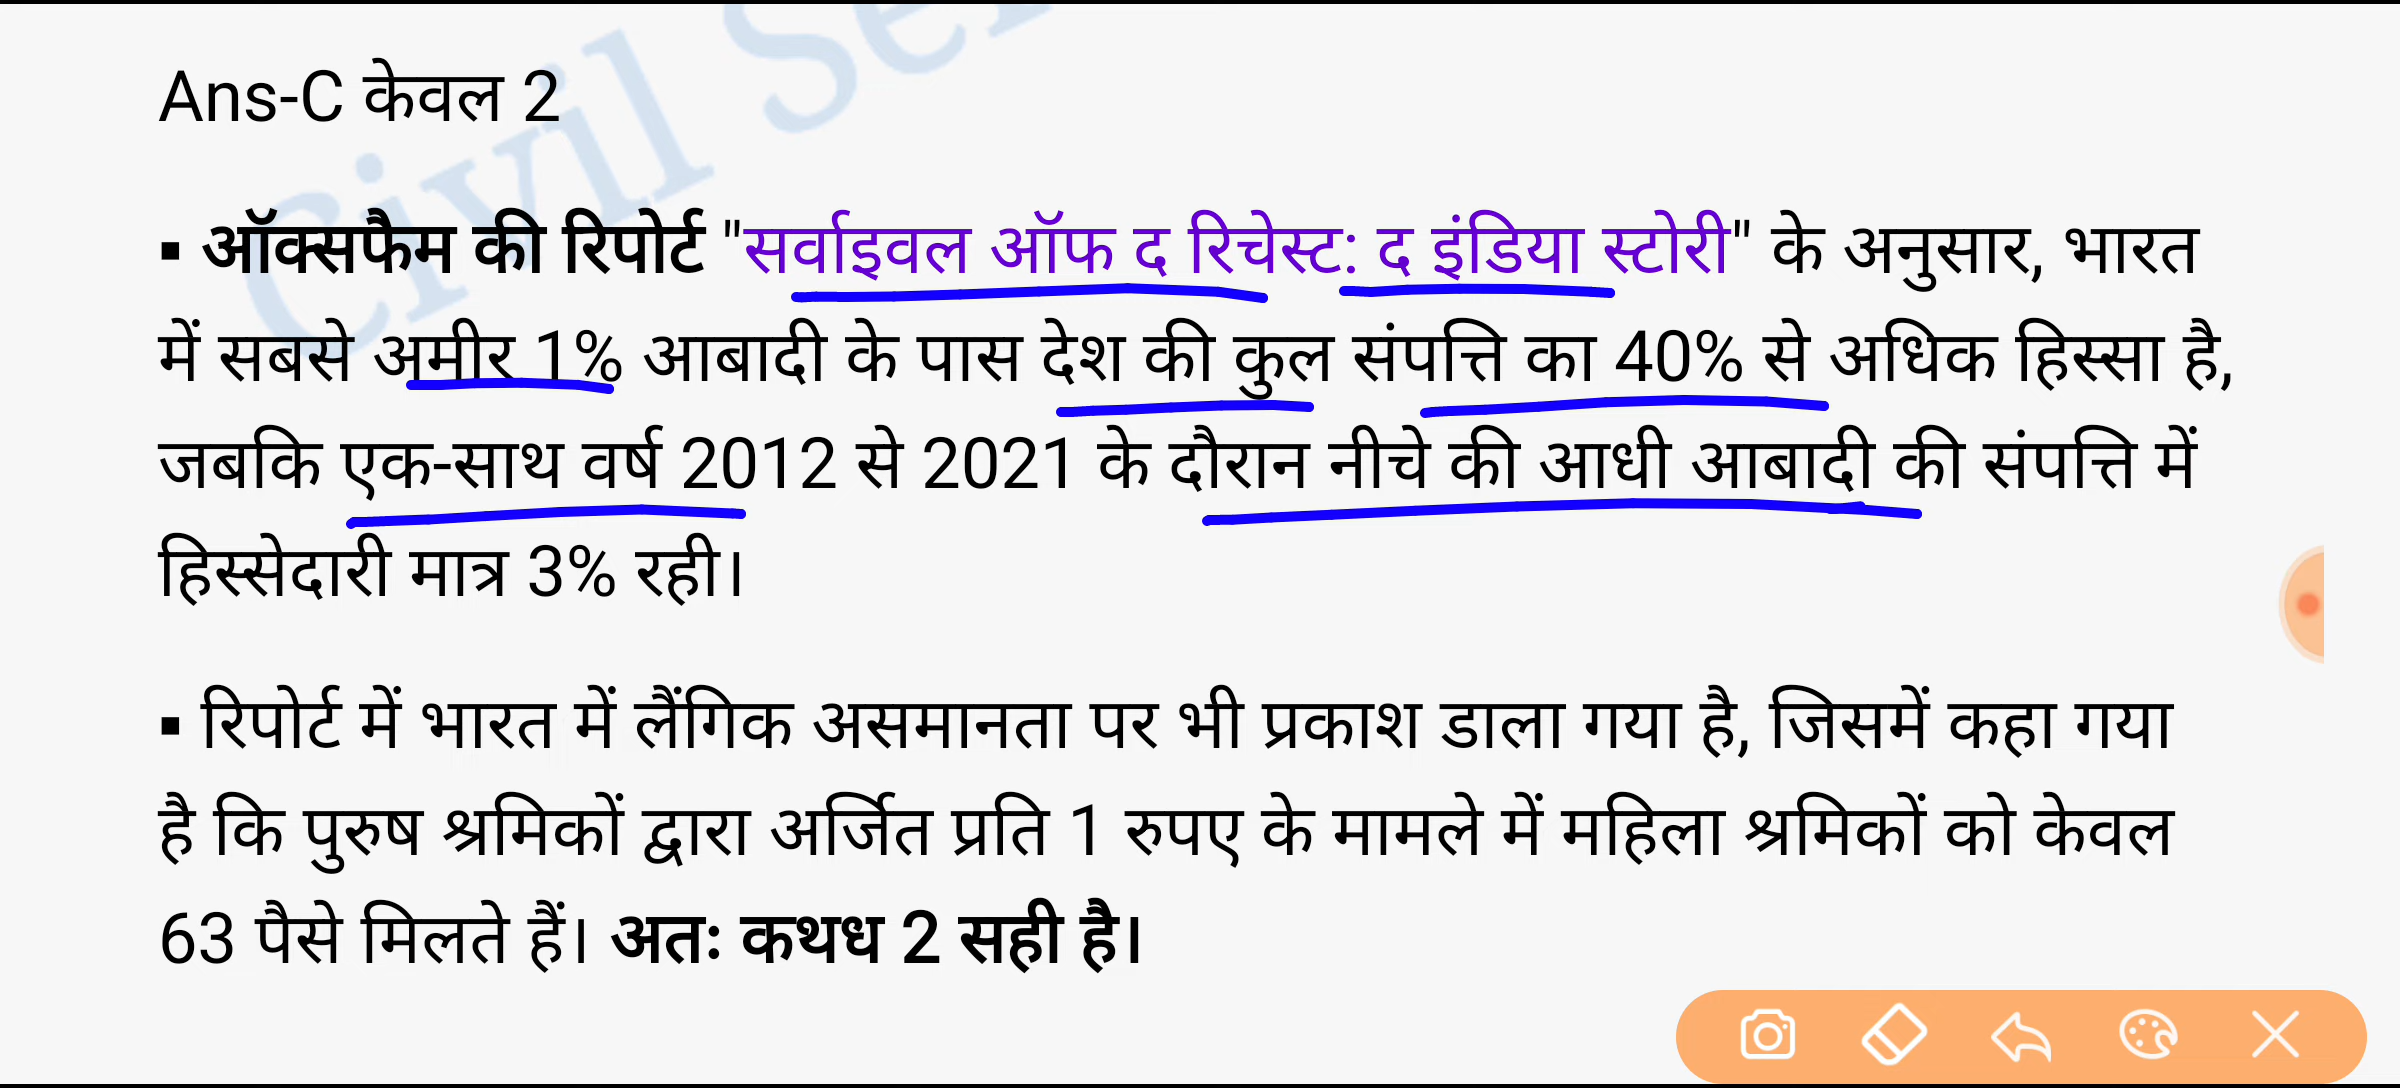 Ans-C केवल 2
▪ ऑक्सफैम की रिपोर्ट "सर्वाइवल ऑफ द रिचेस्ट: द इंडिया स्टोरी" के अनुसार, भारत
में सबसे अमीर 1% आबादी के पास देश की कुल संपत्ति का 40% से अधिक हिस्सा है,
जबकि एक-साथ वर्ष 2012 से 2021 के दौरान नीचे की आधी आबादी की संपत्ति में
हिस्सेदारी मात्र 3% रही।
▪ रिपोर्ट में भारत में लैंगिक असमानता पर भी प्रकाश डाला गया है, जिसमें कहा गया
है कि पुरुष श्रमिकों द्वारा अर्जित प्रति 1 रुपए के मामले में महिला श्रमिकों को केवल
63 पैसे मिलते हैं। अतः कथध 2 सही है।
Civil